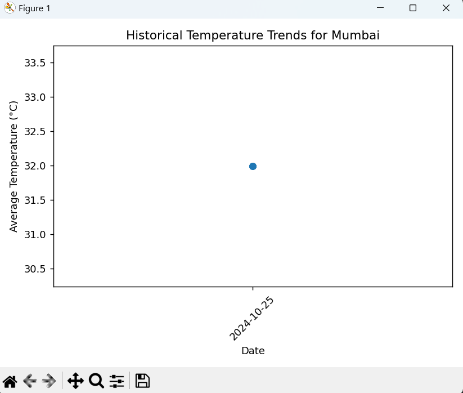 Figure 1
Historical Temperature Trends for Mumbai
Average Temperature (°C)
33.5
33.0
32.5
32.0
31.5
31.0
30.5
2024-10-25
Date